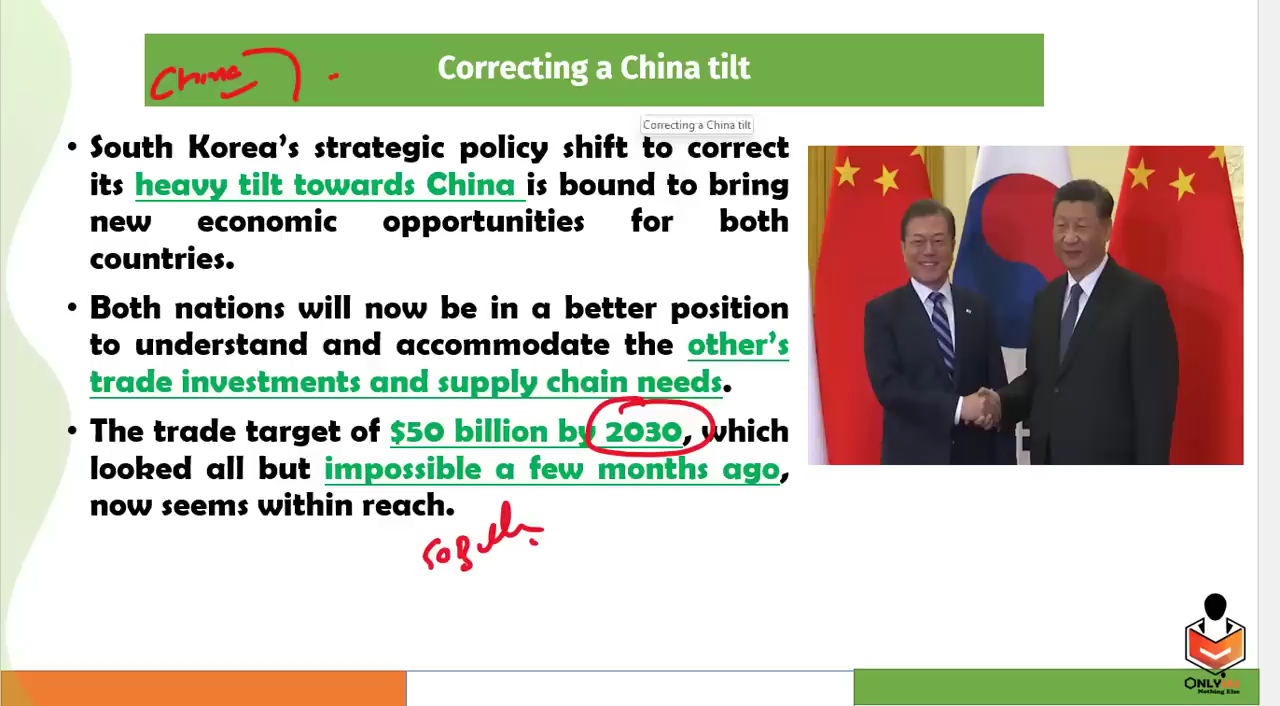 China
Correcting a China tilt
Correcting a China tilt
• South Korea's strategic policy shift to correct
its heavy tilt towards China is bound to bring
new economic opportunities for both
countries.
• Both nations will now be in a better position
to understand and accommodate the other's
trade investments and supply chain needs.
• The trade target of $50 billion by 2030, which
looked all but impossible a few months ago,
now seems within reach.
ONLYIAS
Nothing Else